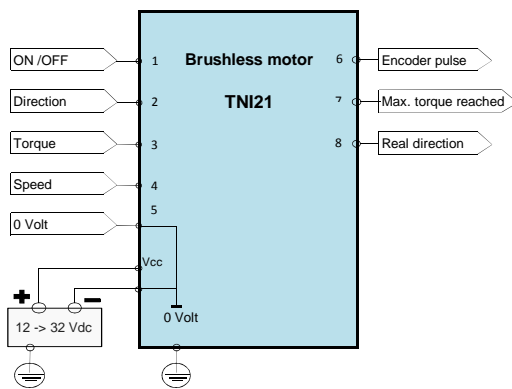 Brushless motor
TNI21
ON /OFF
1
Direction
2
Torque
3
Speed
4
0 Volt
5
6
Encoder pulse
7
Max. torque reached
8
Real direction
Vcc
+
−
12 -> 32 Vdc
0 Volt